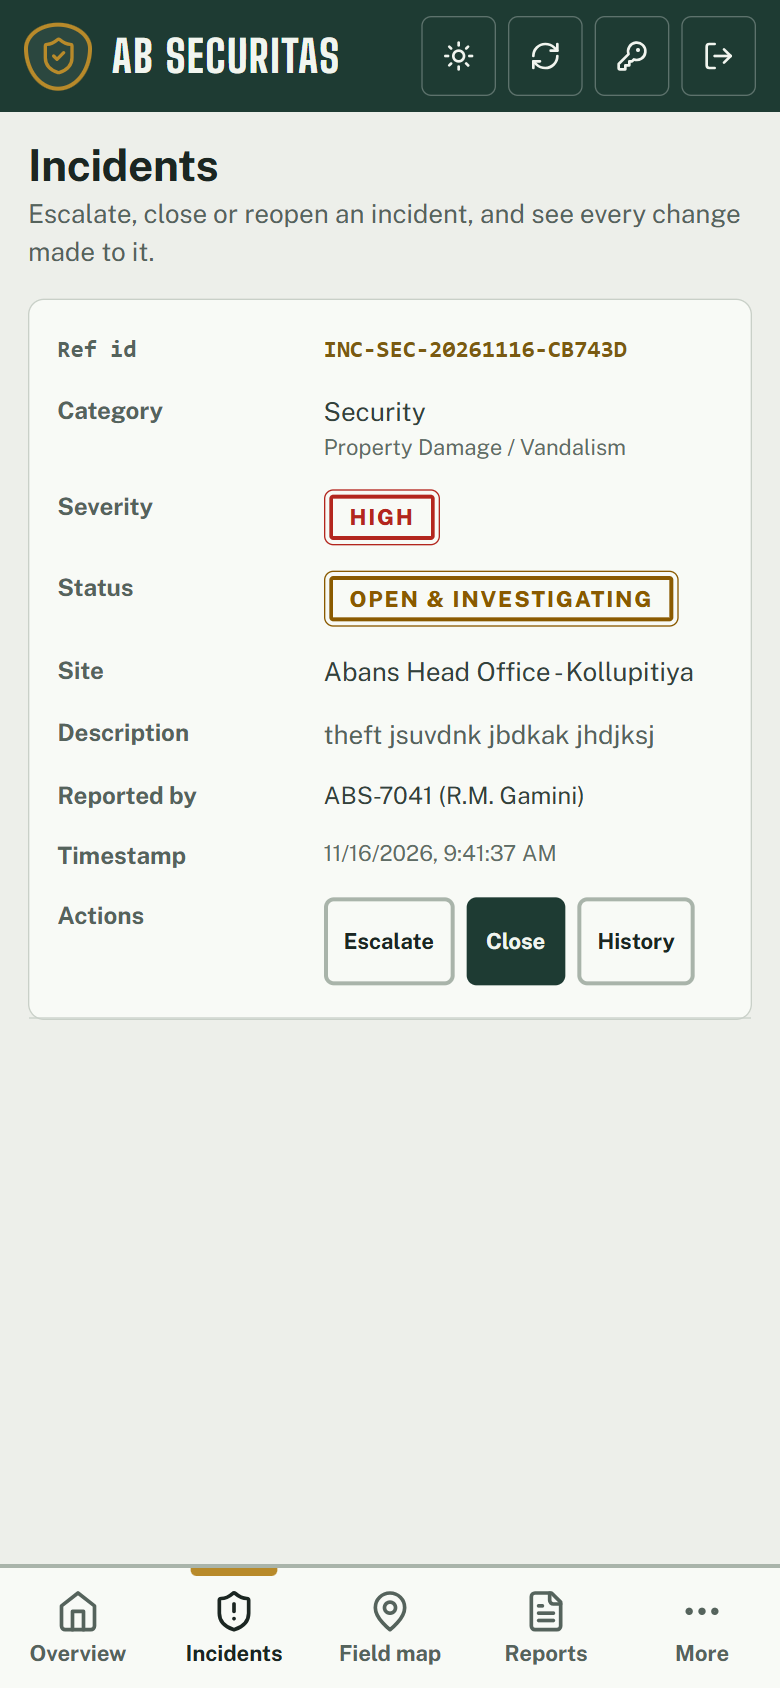 AB SECURITAS
Incidents
Escalate, close or reopen an incident, and see every change
made to it.
Ref id INC-SEC-20261116-CB743D
Category Security
Property Damage / Vandalism
Severity HIGH
Status OPEN & INVESTIGATING
Site Abans Head Office - Kollupitiya
Description theft jsuvdnk jbdkak jhdjksj
Reported by ABS-7041 (R.M. Gamini)
Timestamp 11/16/2026, 9:41:37 AM
Actions Escalate Close History
Overview Incidents Field map Reports More